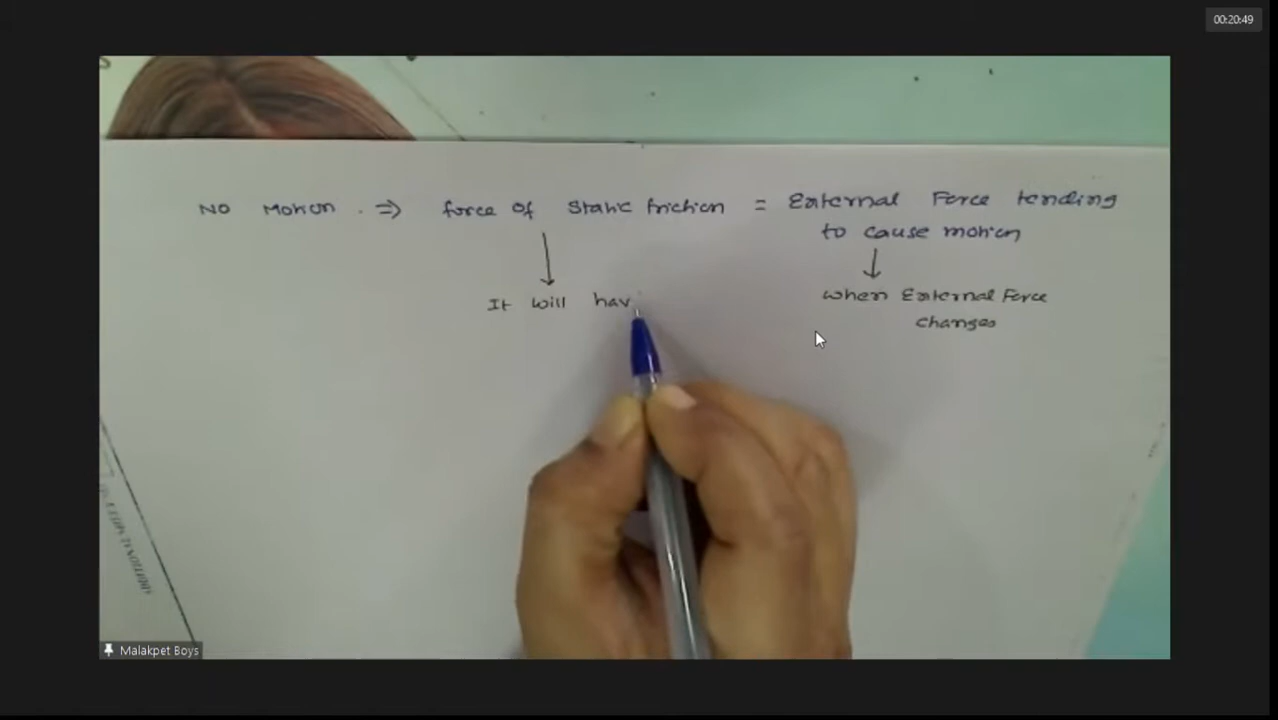 00:20:49
NO Motion . => force of Static friction = External Force tending
to cause motion
It will hav
when External Force
changes
Malakpet Boys